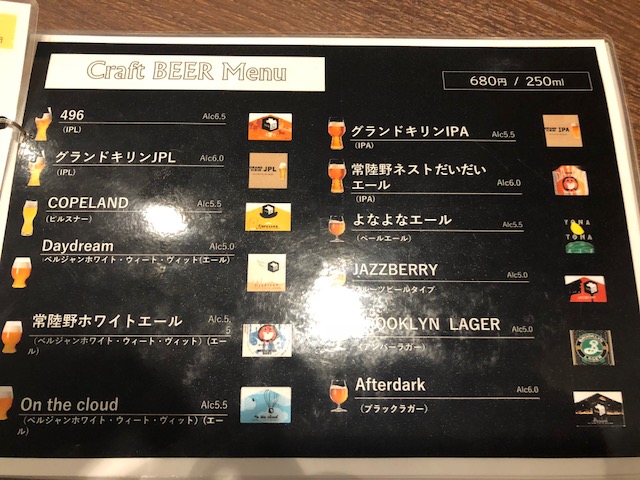 Craft BEER Menu
680円 / 250ml
496 Alc6.5
(IPL)
グランドキリンJPL Alc6.0
(IPL)
COPELAND Alc5.5
(ピルスナー)
Daydream Alc5.0
(ベルジャンホワイト・ウィート・ヴィット(エール)
常陸野ホワイトエール Alc.5.
5
(ベルジャンホワイト・ウィート・ヴィット) (エー
ル)
On the cloud Alc5.5
(ベルジャンホワイト・ウィート・ヴィット) (エー
ル)
グランドキリンIPA Alc5.5
(IPA)
常陸野ネストだいだい
エール Alc6.0
(IPA)
よなよなエール Alc5.5
(ペールエール)
JAZZBERRY Alc5.0
ルーツビールタイプ
ROOKLYN LAGER Alc5.0
(アンバーラガー)
Afterdark Alc6.0
(ブラックラガー)
JPL
IPA
YONA
YONA